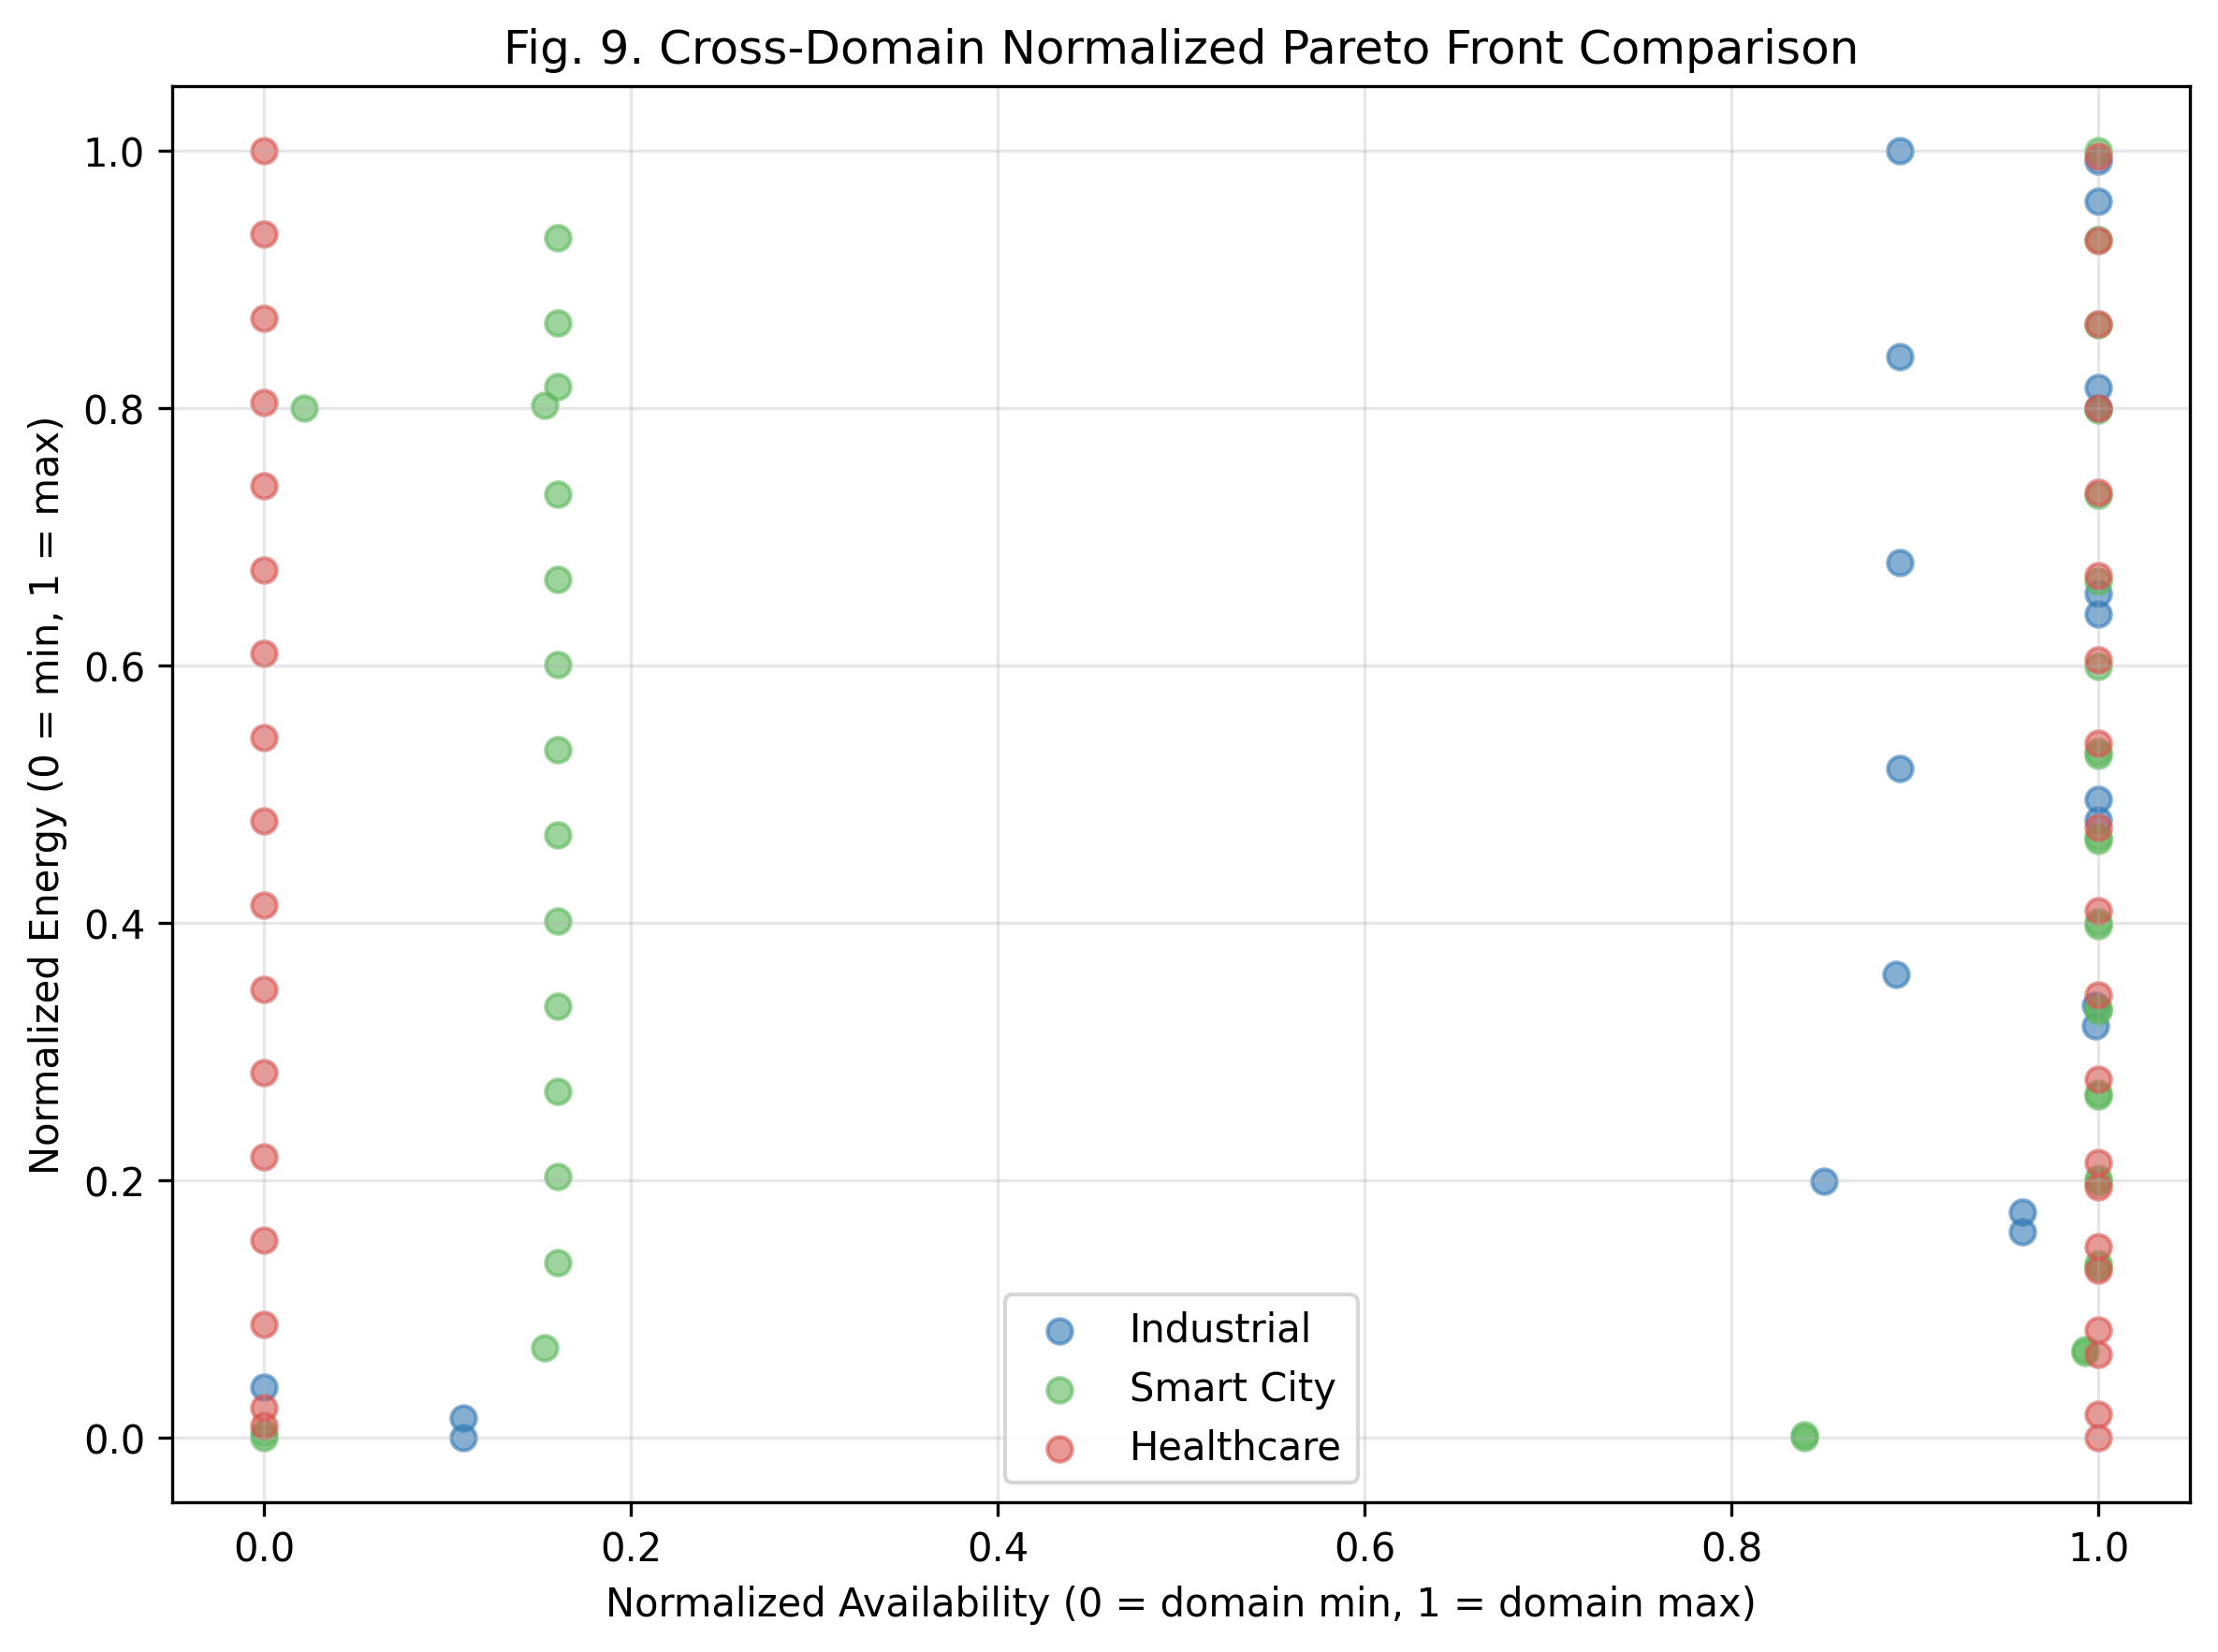 Fig. 9. Cross-Domain Normalized Pareto Front Comparison
Normalized Energy (0 = min, 1 = max)
1.0
0.8
0.6
0.4
0.2
0.0
Industrial
Smart City
Healthcare
0.0 0.2 0.4 0.6 0.8 1.0
Normalized Availability (0 = domain min, 1 = domain max)